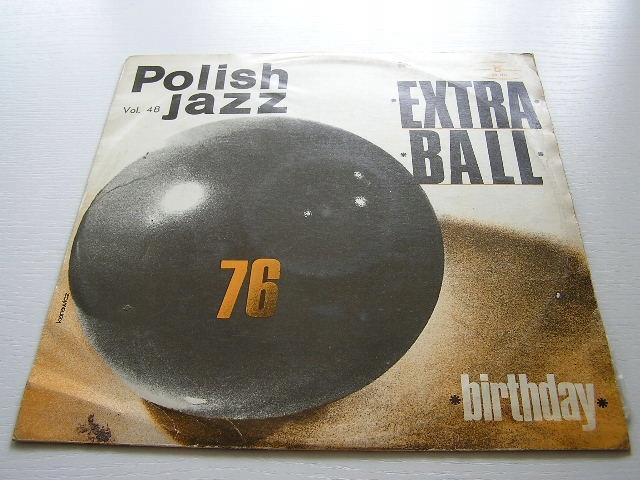 Polish
Vol. 48 jazz
*EXTRA
*BALL*
76
*birthday*